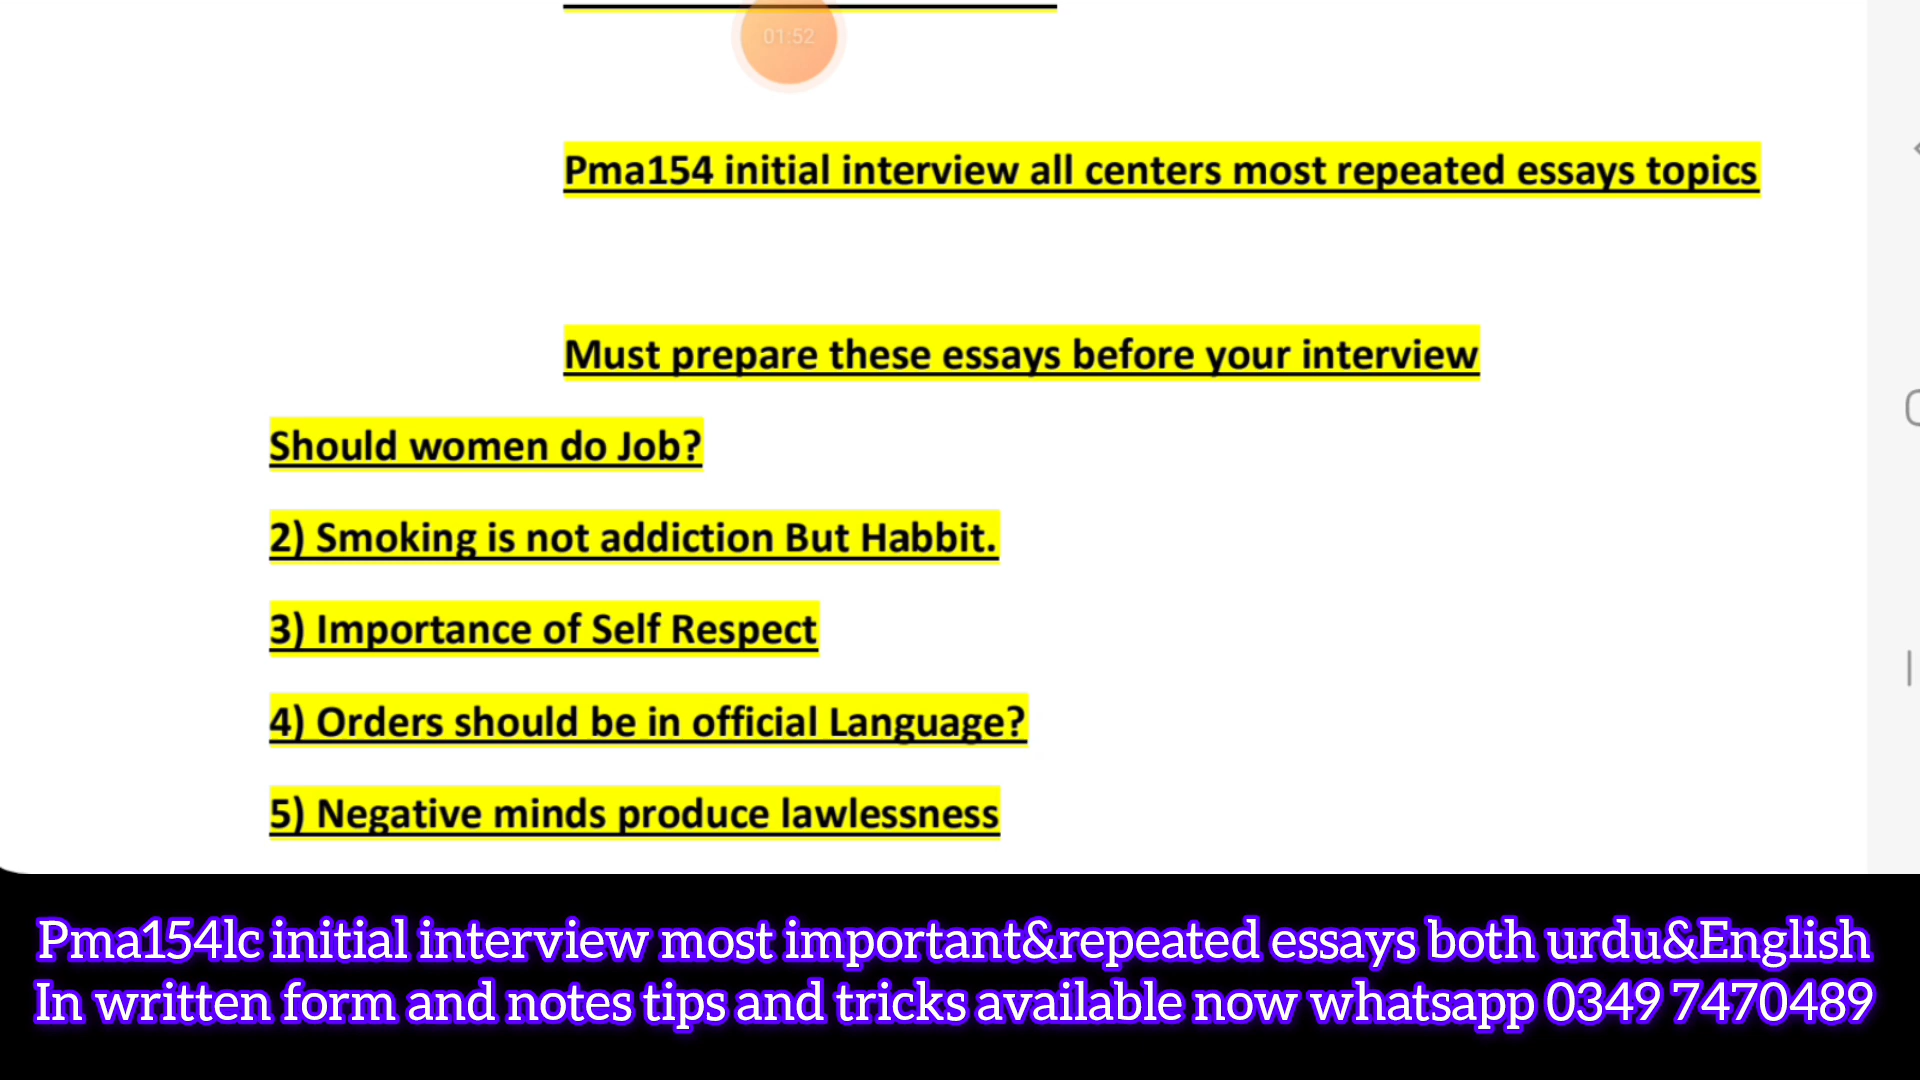 01:52
Pma154 initial interview all centers most repeated essays topics
Must prepare these essays before your interview
Should women do Job?
2) Smoking is not addiction But Habbit.
3) Importance of Self Respect
4) Orders should be in official Language?
5) Negative minds produce lawlessness
Pma154lc initial interview most important&repeated essays both urdu&English
In written form and notes tips and tricks available now whatsapp 0349 7470489